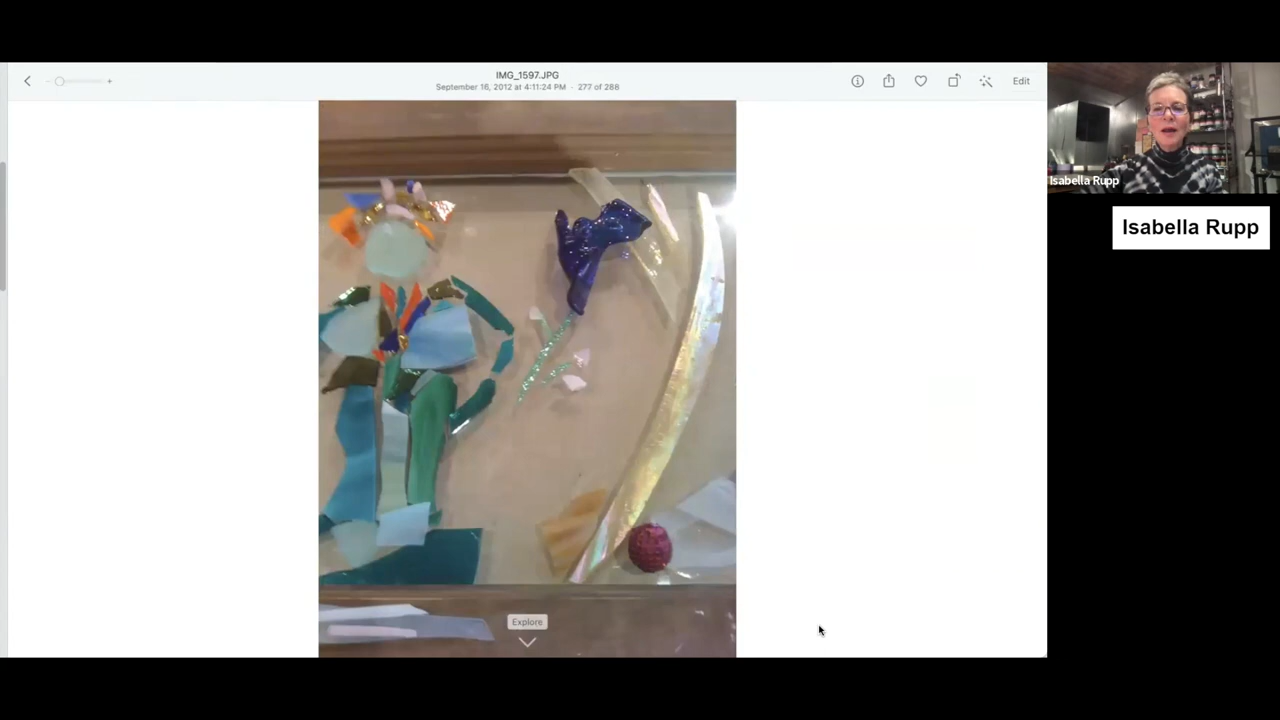 IMG_1597.JPG
September 16, 2012 at 4:11:24 PM · 277 of 288
Edit
Isabella Rupp
Isabella Rupp
Explore